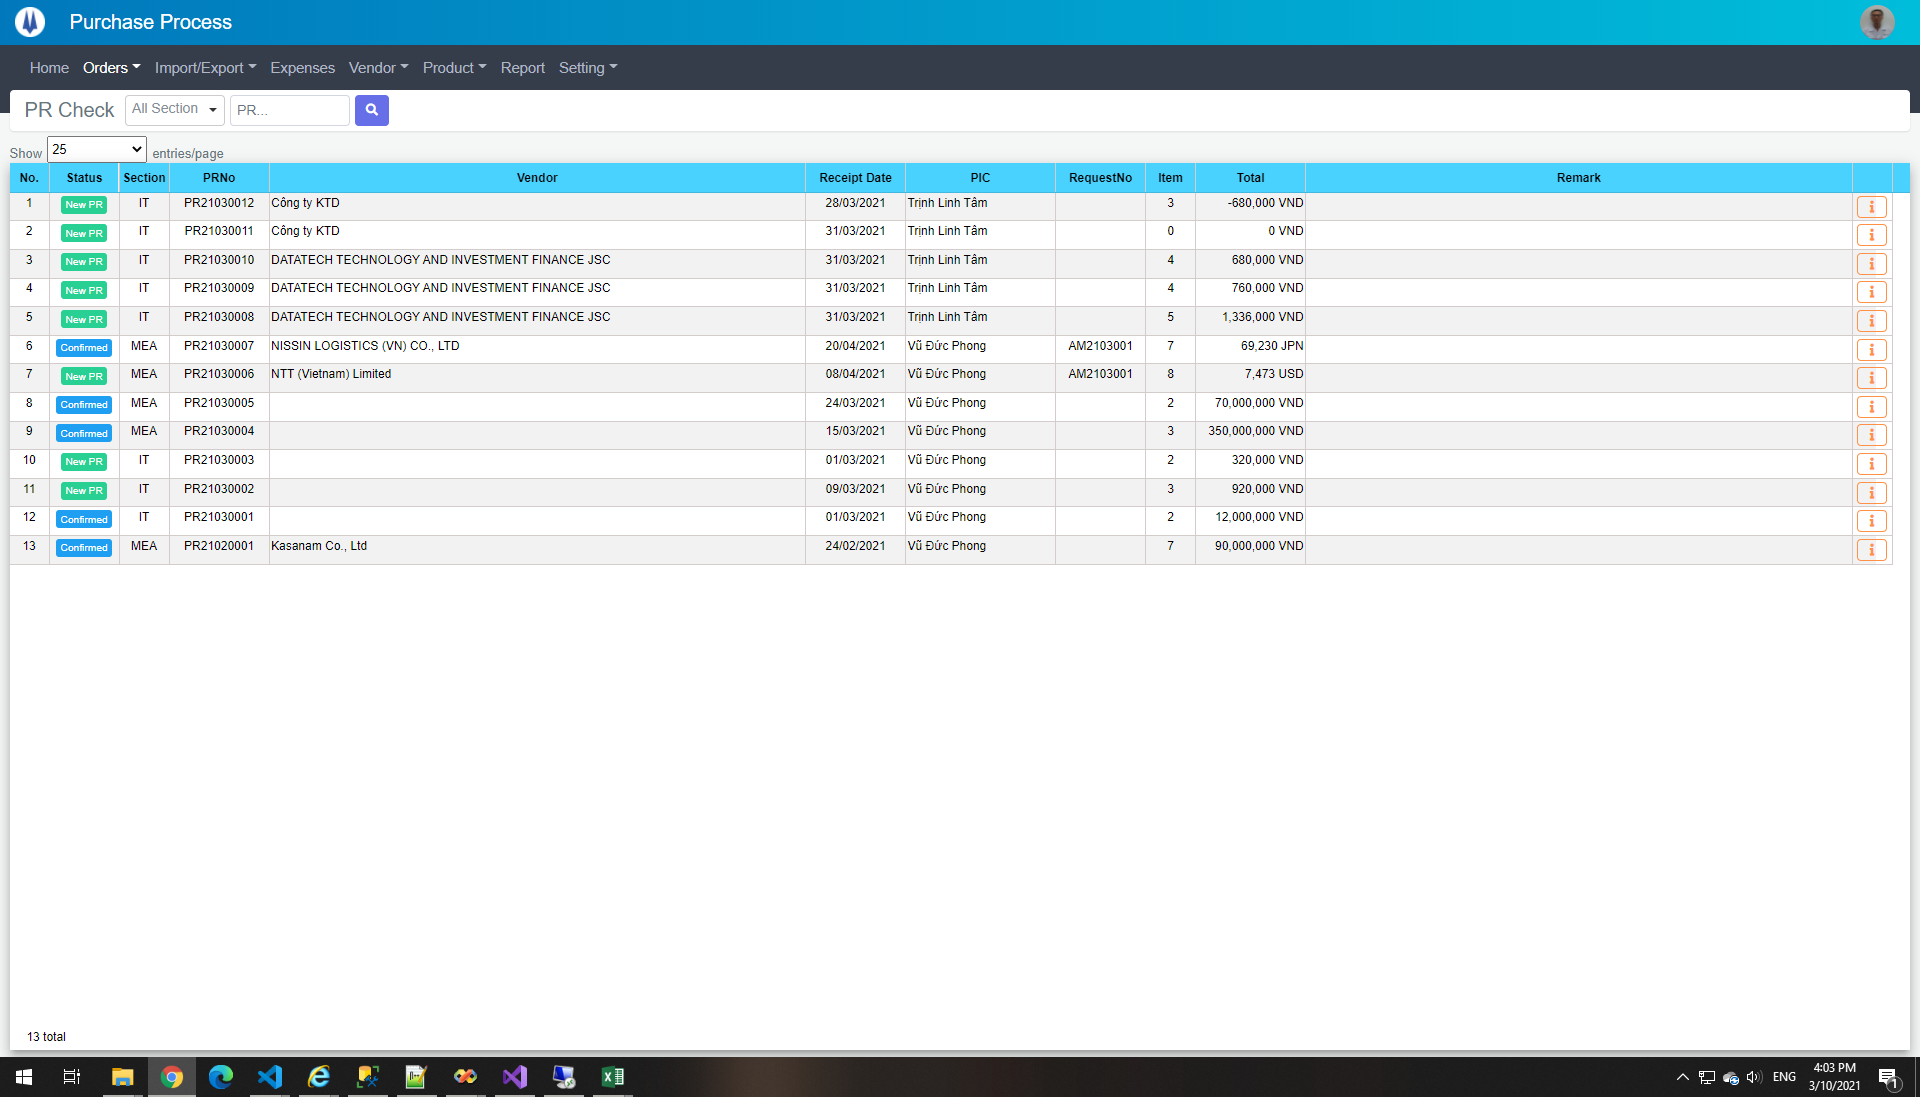 Purchase Process
Home Orders Import/Export Expenses Vendor Product Report Setting
PR Check All Section PR...
Show 25 entries/page
No. Status Section PRNo Vendor Receipt Date PIC RequestNo Item Total Remark
1 New PR IT PR21030012 Công ty KTD 28/03/2021 Trịnh Linh Tâm 3 -680,000 VND
2 New PR IT PR21030011 Công ty KTD 31/03/2021 Trịnh Linh Tâm 0 0 VND
3 New PR IT PR21030010 DATATECH TECHNOLOGY AND INVESTMENT FINANCE JSC 31/03/2021 Trịnh Linh Tâm 4 680,000 VND
4 New PR IT PR21030009 DATATECH TECHNOLOGY AND INVESTMENT FINANCE JSC 31/03/2021 Trịnh Linh Tâm 4 760,000 VND
5 New PR IT PR21030008 DATATECH TECHNOLOGY AND INVESTMENT FINANCE JSC 31/03/2021 Trịnh Linh Tâm 5 1,336,000 VND
6 Confirmed MEA PR21030007 NISSIN LOGISTICS (VN) CO., LTD 20/04/2021 Vũ Đức Phong AM2103001 7 69,230 JPN
7 New PR MEA PR21030006 NTT (Vietnam) Limited 08/04/2021 Vũ Đức Phong AM2103001 8 7,473 USD
8 Confirmed MEA PR21030005 24/03/2021 Vũ Đức Phong 2 70,000,000 VND
9 Confirmed MEA PR21030004 15/03/2021 Vũ Đức Phong 3 350,000,000 VND
10 New PR IT PR21030003 01/03/2021 Vũ Đức Phong 2 320,000 VND
11 New PR IT PR21030002 09/03/2021 Vũ Đức Phong 3 920,000 VND
12 Confirmed IT PR21030001 01/03/2021 Vũ Đức Phong 2 12,000,000 VND
13 Confirmed MEA PR21020001 Kasanam Co., Ltd 24/02/2021 Vũ Đức Phong 7 90,000,000 VND
13 total
ENG
4:03 PM
3/10/2021
1